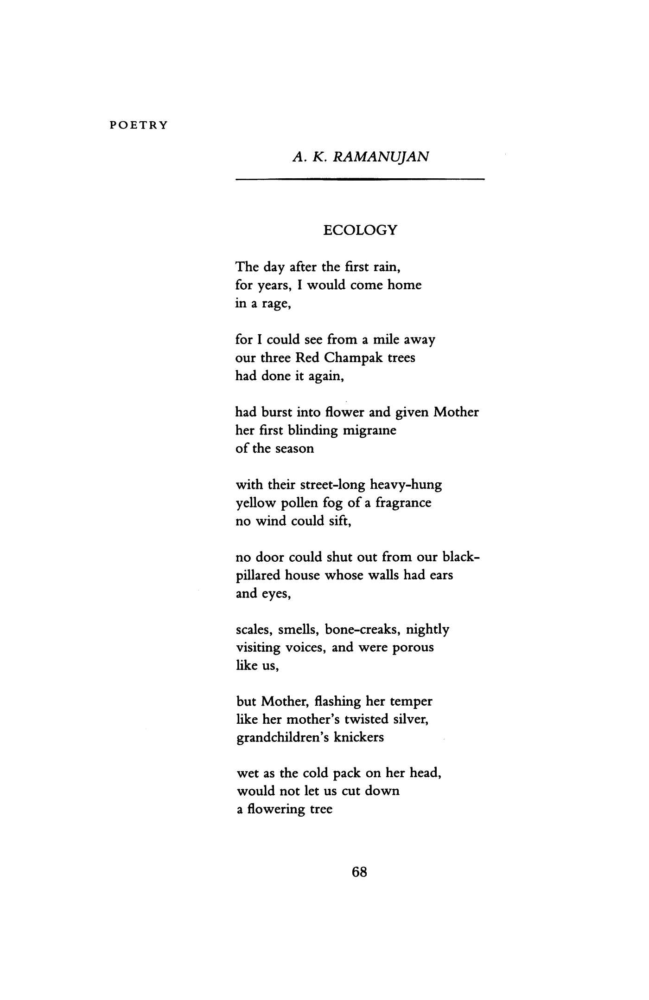 POETRY
A. K. RAMANUJAN
ECOLOGY
The day after the first rain,
for years, I would come home
in a rage,
for I could see from a mile away
our three Red Champak trees
had done it again,
had burst into flower and given Mother
her first blinding migraine
of the season
with their street-long heavy-hung
yellow pollen fog of a fragrance
no wind could sift,
no door could shut out from our black-
pillared house whose walls had ears
and eyes,
scales, smells, bone-creaks, nightly
visiting voices, and were porous
like us,
but Mother, flashing her temper
like her mother's twisted silver,
grandchildren's knickers
wet as the cold pack on her head,
would not let us cut down
a flowering tree
68